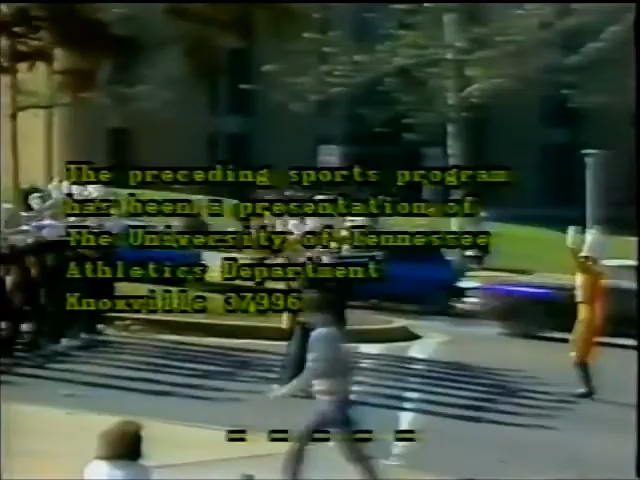 The preceding sports program
has been a presentation of
The University of Tennessee
Athletics Department
Knoxville 37996
- - - - -